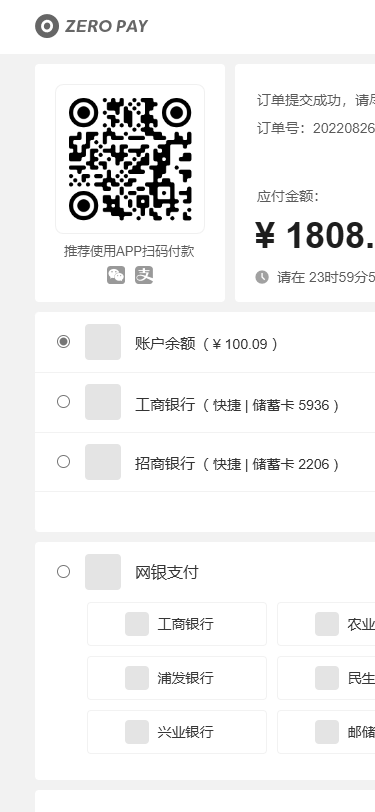 ZERO PAY
推荐使用APP扫码付款
订单提交成功，请
订单号：20220826
应付金额：
¥ 1808.
请在 23时59分5
账户余额（¥ 100.09 ）
工商银行（ 快捷 | 储蓄卡 5936 ）
招商银行（ 快捷 | 储蓄卡 2206 ）
网银支付
工商银行 农业
浦发银行 民生
兴业银行 邮储